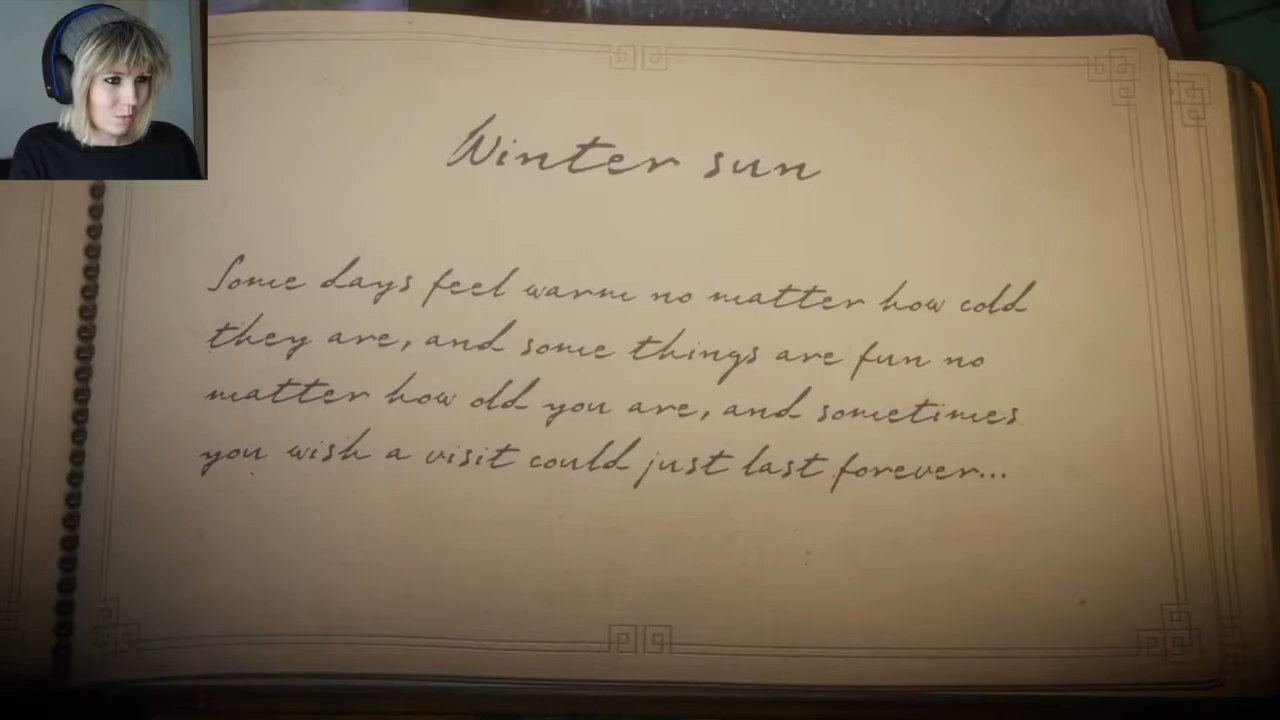 Winter sun
Some days feel warm no matter how cold
they are, and some things are fun no
matter how old you are, and sometimes
you wish a visit could just last forever...